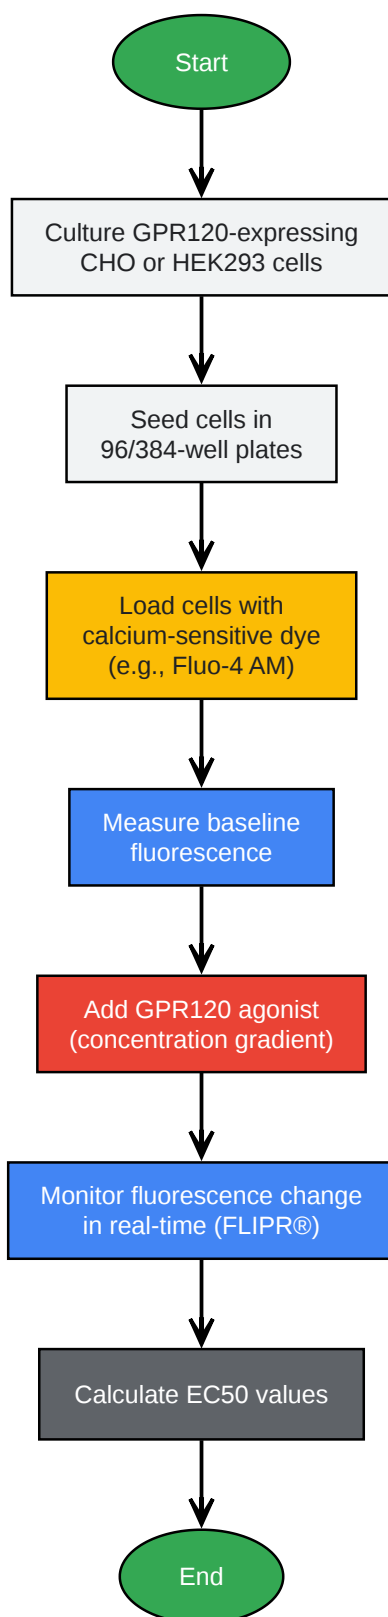 Start
Culture GPR120-expressing
CHO or HEK293 cells
Seed cells in
96/384-well plates
Load cells with
calcium-sensitive dye
(e.g., Fluo-4 AM)
Measure baseline
fluorescence
Add GPR120 agonist
(concentration gradient)
Monitor fluorescence change
in real-time (FLIPR®)
Calculate EC50 values
End